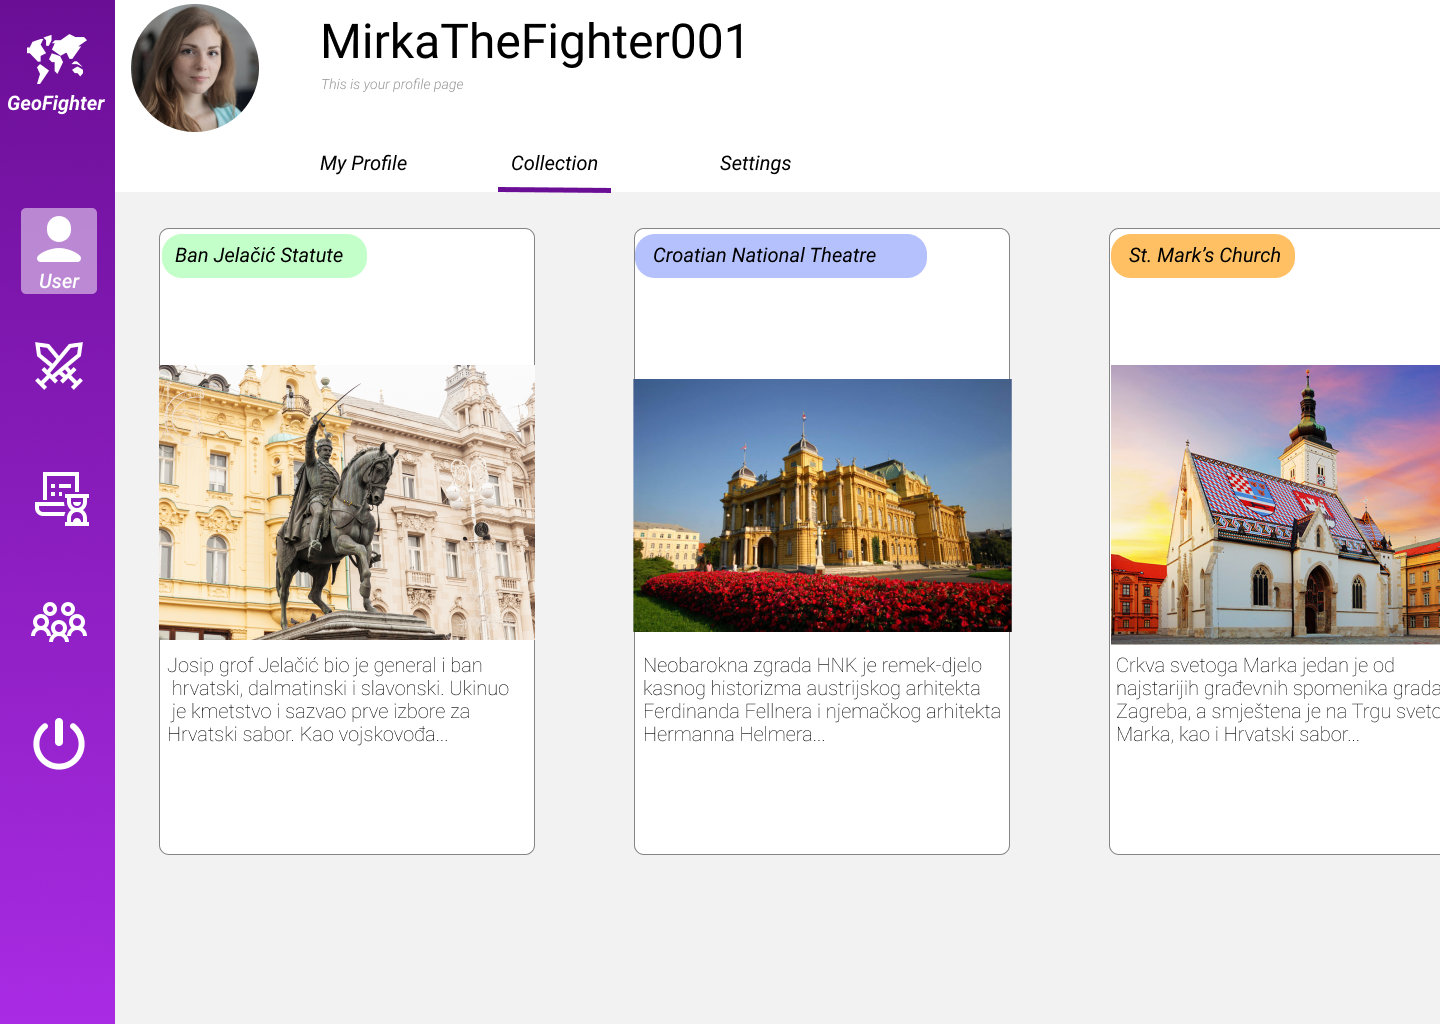 GeoFighter
MirkaTheFighter001
This is your profile page
My Profile
Collection
Settings
User
Ban Jelačić Statute
Josip grof Jelačić bio je general i ban
hrvatski, dalmatinski i slavonski. Ukinuo
je kmetstvo i sazvao prve izbore za
Hrvatski sabor. Kao vojskovođa...
Croatian National Theatre
Neobarokna zgrada HNK je remek-djelo
kasnog historizma austrijskog arhitekta
Ferdinanda Fellnera i njemačkog arhitekta
Hermanna Helmera...
St. Mark’s Church
Crkva svetoga Marka jedan je od
najstarijih građevnih spomenika grada
Zagreba, a smještena je na Trgu sveto
Marka, kao i Hrvatski sabor...